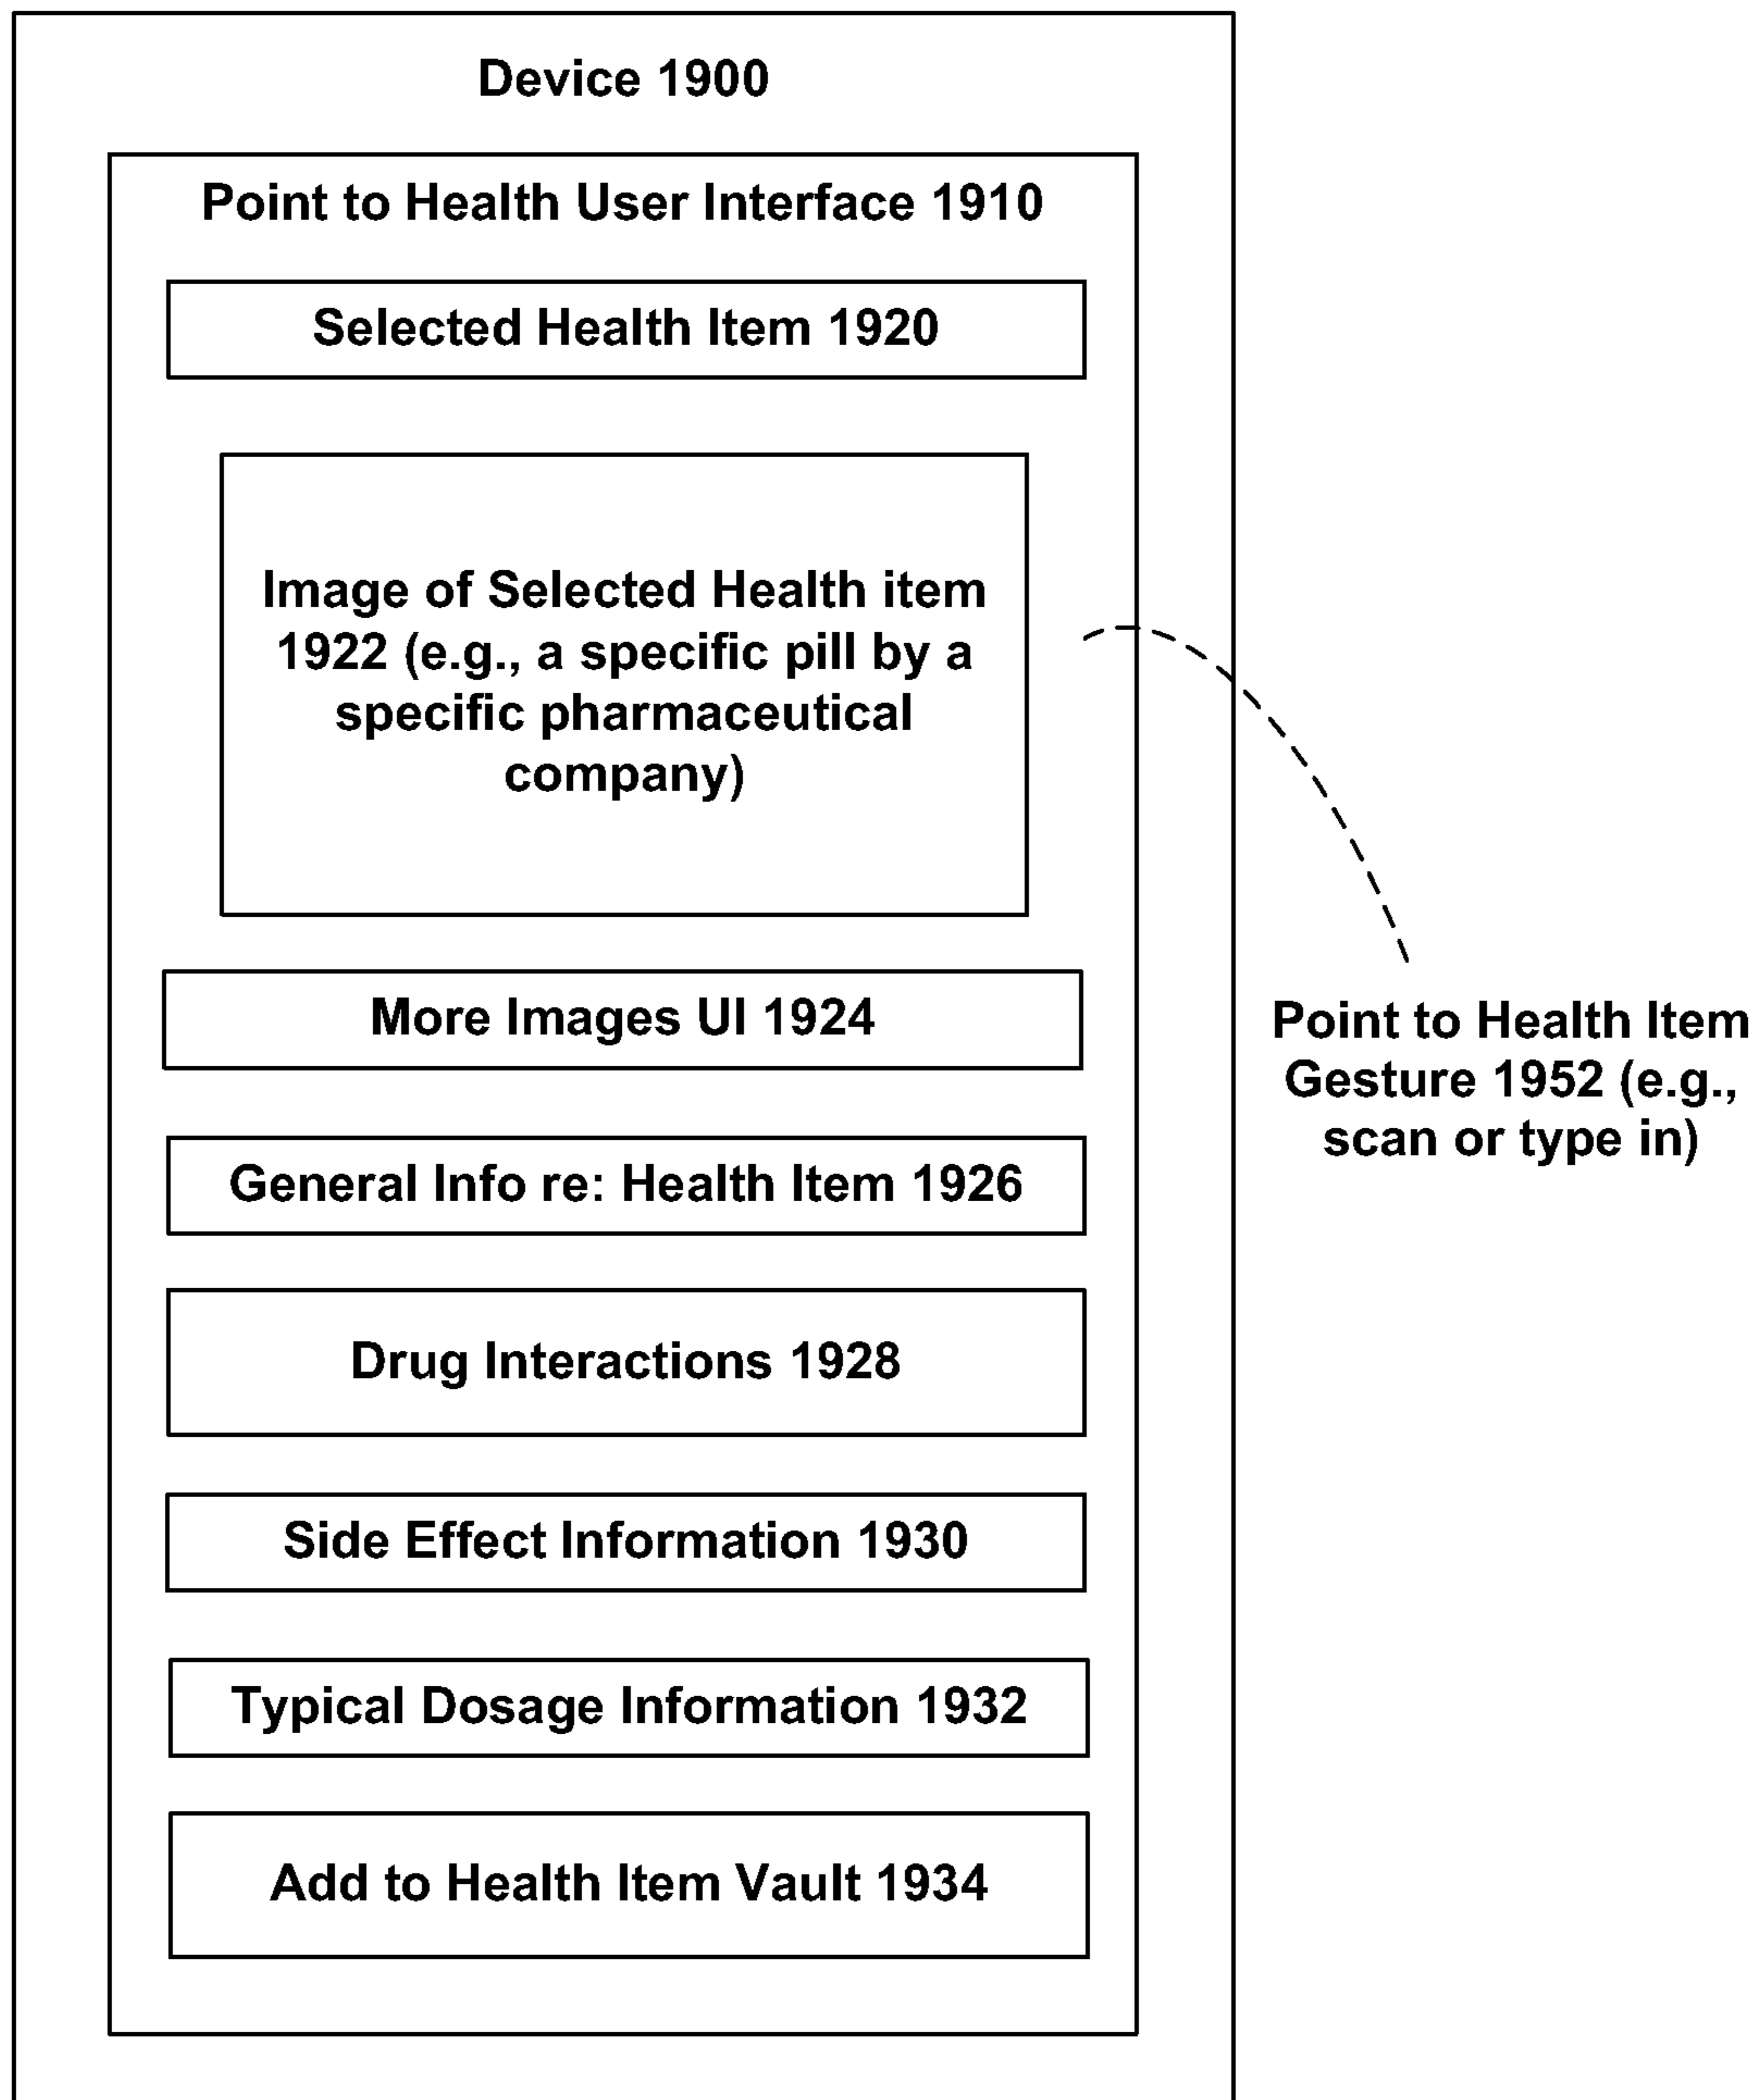 Device 1900
Point to Health User Interface 1910
Selected Health Item 1920
Image of Selected Health item
1922 (e.g., a specific pill by a
specific pharmaceutical
company)
More Images UI 1924
Point to Health Item
Gesture 1952 (e.g.,
scan or type in)
General Info re: Health Item 1926
Drug Interactions 1928
Side Effect Information 1930
Typical Dosage Information 1932
Add to Health Item Vault 1934